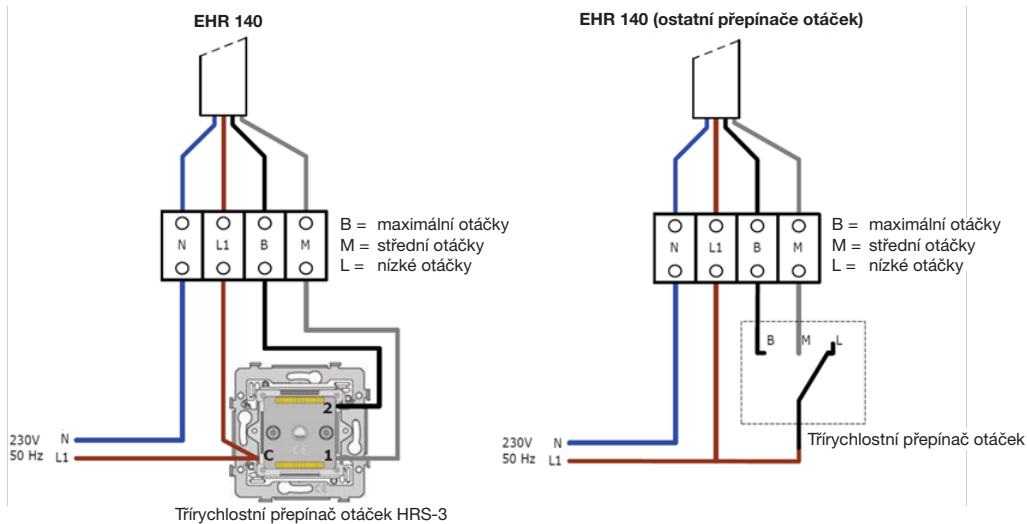 EHR 140
N L1 B M
B = maximální otáčky
M = střední otáčky
L = nízké otáčky
2
C 1
CE
230V N
50 Hz L1
Třírychlostní přepínač otáček HRS-3
EHR 140 (ostatní přepínače otáček)
N L1 B M
B = maximální otáčky
M = střední otáčky
L = nízké otáčky
B M L
Třírychlostní přepínač otáček
230V N
50 Hz L1